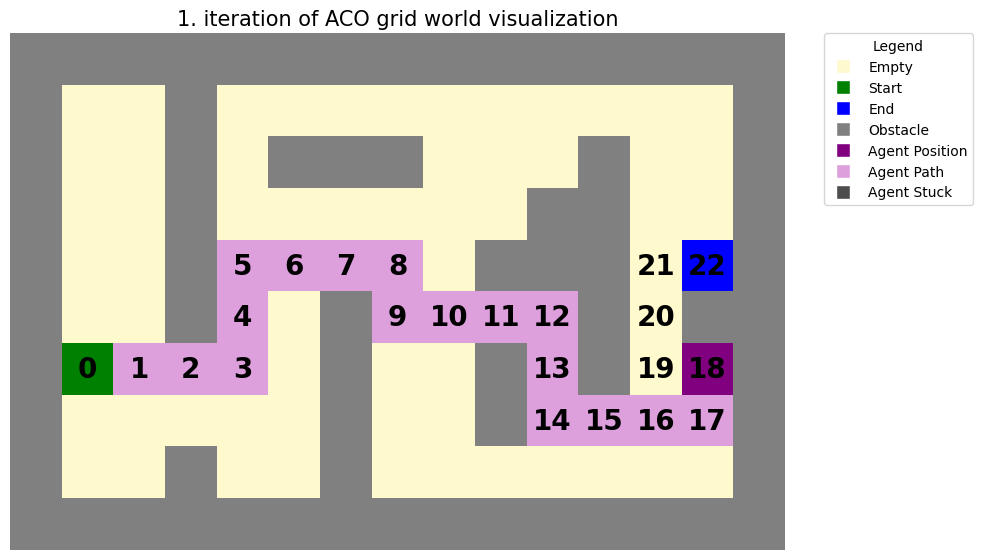 1. iteration of ACO grid world visualization
Legend
Empty
Start
End
Obstacle
Agent Position
Agent Path
Agent Stuck
5 6 7 8 21 22
4 9 10 11 12 20
0 1 2 3 13 19 18
14 15 16 17